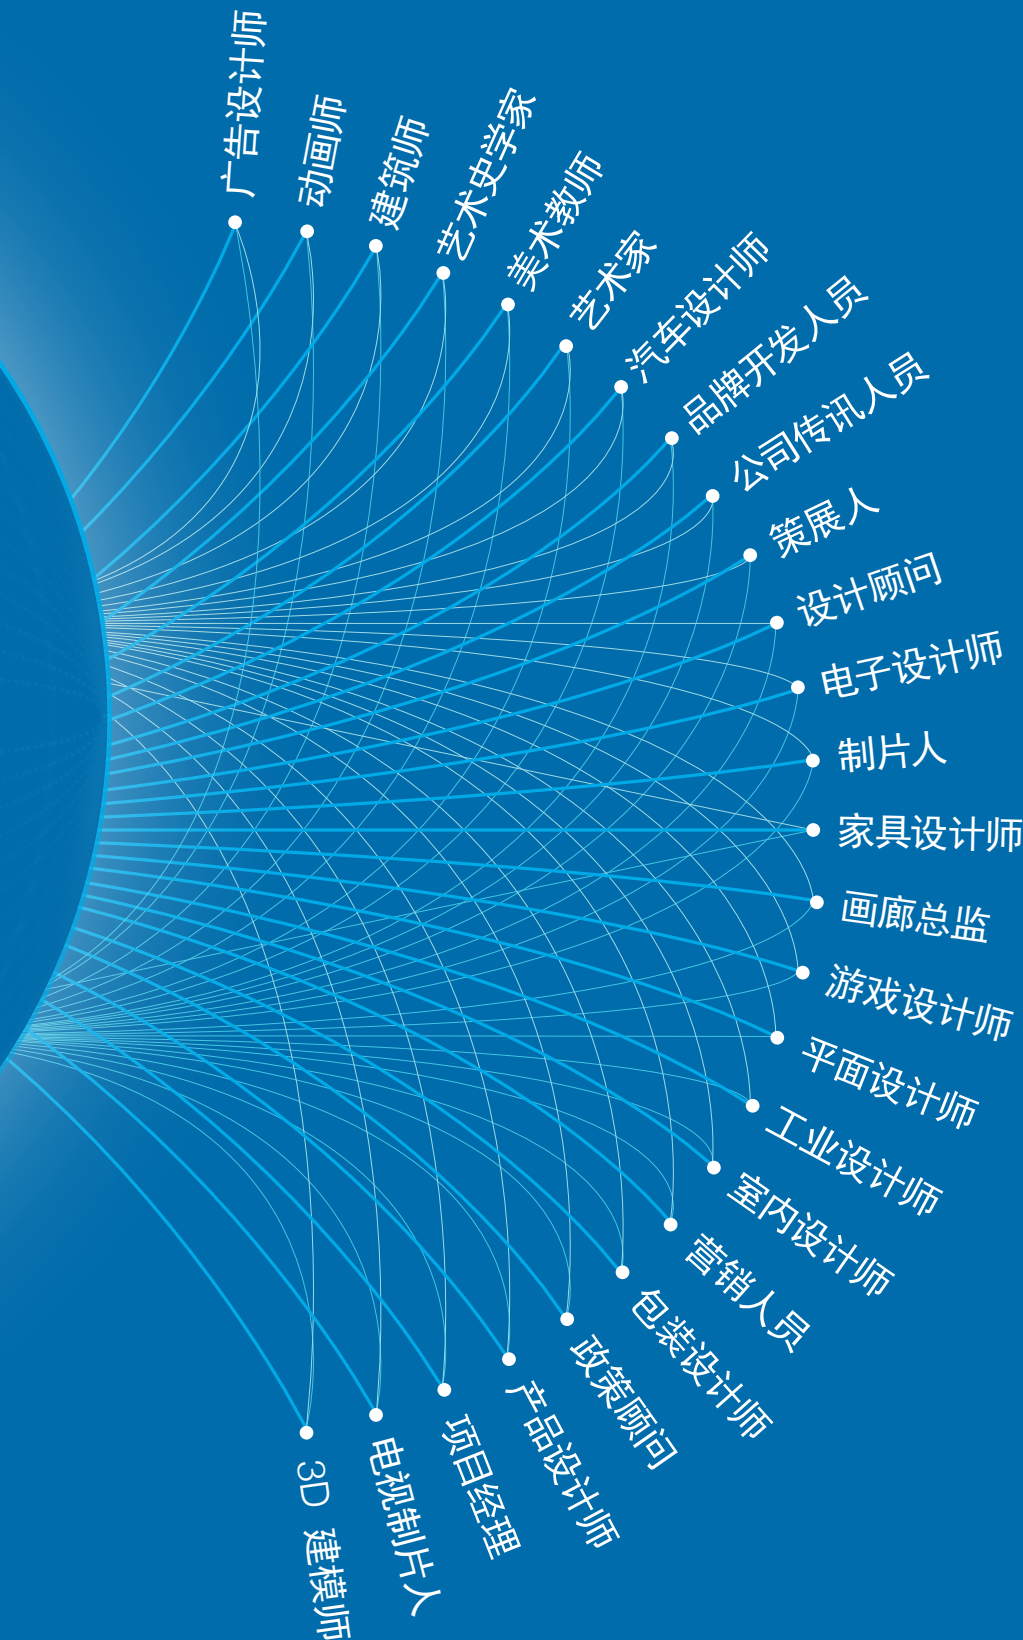 广告设计师
动画师
建筑师
艺术史学家
美术教师
艺术家
汽车设计师
品牌开发人员
公司传讯人员
策展人
设计顾问
电子设计师
制片人
家具设计师
画廊总监
游戏设计师
平面设计师
工业设计师
室内设计师
营销人员
包装设计师
政策顾问
产品设计师
项目经理
电视制片人
3D 建模师